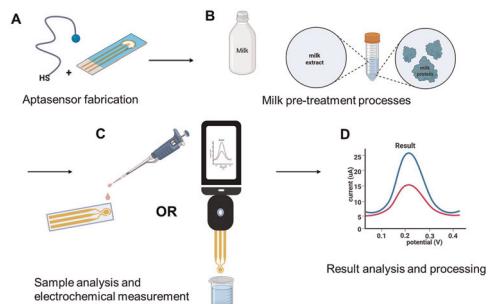 A
HS
+
Aptasensor fabrication
B
Milk
milk
extract
milk
protein
Milk pre-treatment processes
C
OR
Sample analysis and
electrochemical measurement
D
Result
current (uA)
25
20
15
10
5
0
0.1 0.2 0.3 0.4
potential (V)
Result analysis and processing